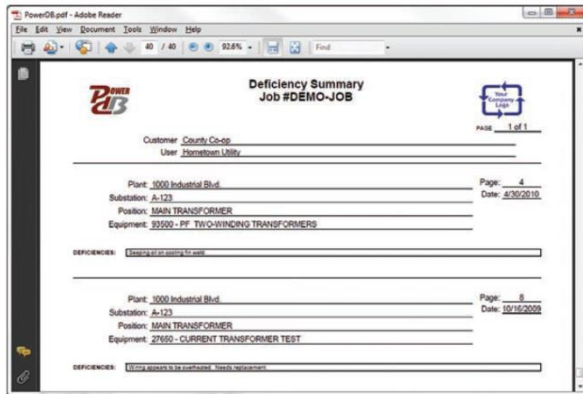 PowerDB.pdf - Adobe Reader
File Edit View Document Tools Window Help
40 / 40 92.6% Find
POWER DB
Deficiency Summary
Job #DEMO-JOB
Your Company Logo
PAGE 1 of 1
Customer County Co-op
User Hometown Utility
Plant: 1000 Industrial Blvd. Page: 4
Substation: A-123 Date: 4/30/2010
Position: MAIN TRANSFORMER
Equipment: 93500 - PF TWO-WINDING TRANSFORMERS
DEFICIENCIES: Seeping oil on cooling fin weld.
Plant: 1000 Industrial Blvd. Page: 8
Substation: A-123 Date: 10/16/2009
Position: MAIN TRANSFORMER
Equipment: 27650 - CURRENT TRANSFORMER TEST
DEFICIENCIES: Wiring appears to be overheated. Needs replacement.